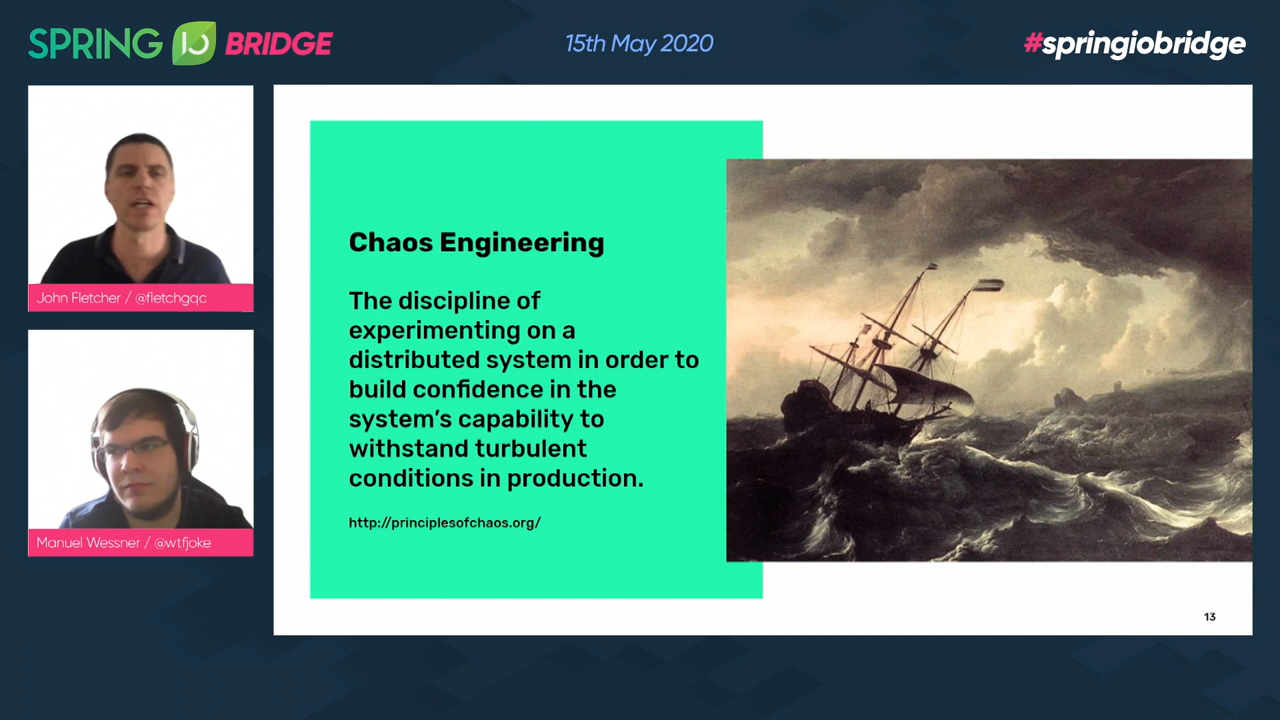 SPRING IO BRIDGE
15th May 2020
#springiobridge
John Fletcher / @fletchgqc
Manuel Wessner / @wtfjoke
Chaos Engineering
The discipline of
experimenting on a
distributed system in order to
build confidence in the
system's capability to
withstand turbulent
conditions in production.
http://principlesofchaos.org/
13